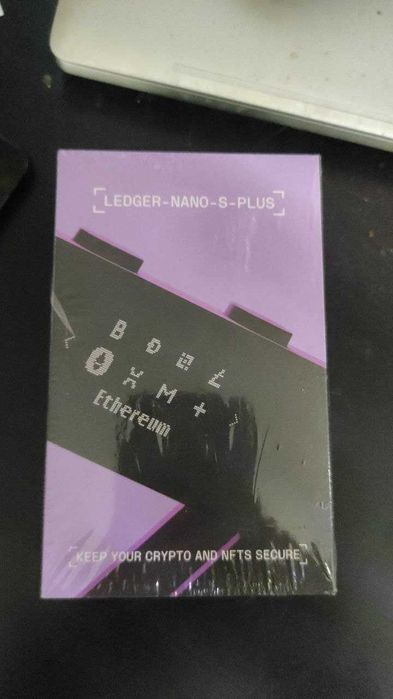 LEDGER-NANO-S-PLUS
Ethereum
KEEP YOUR CRYPTO AND NFTS SECURE